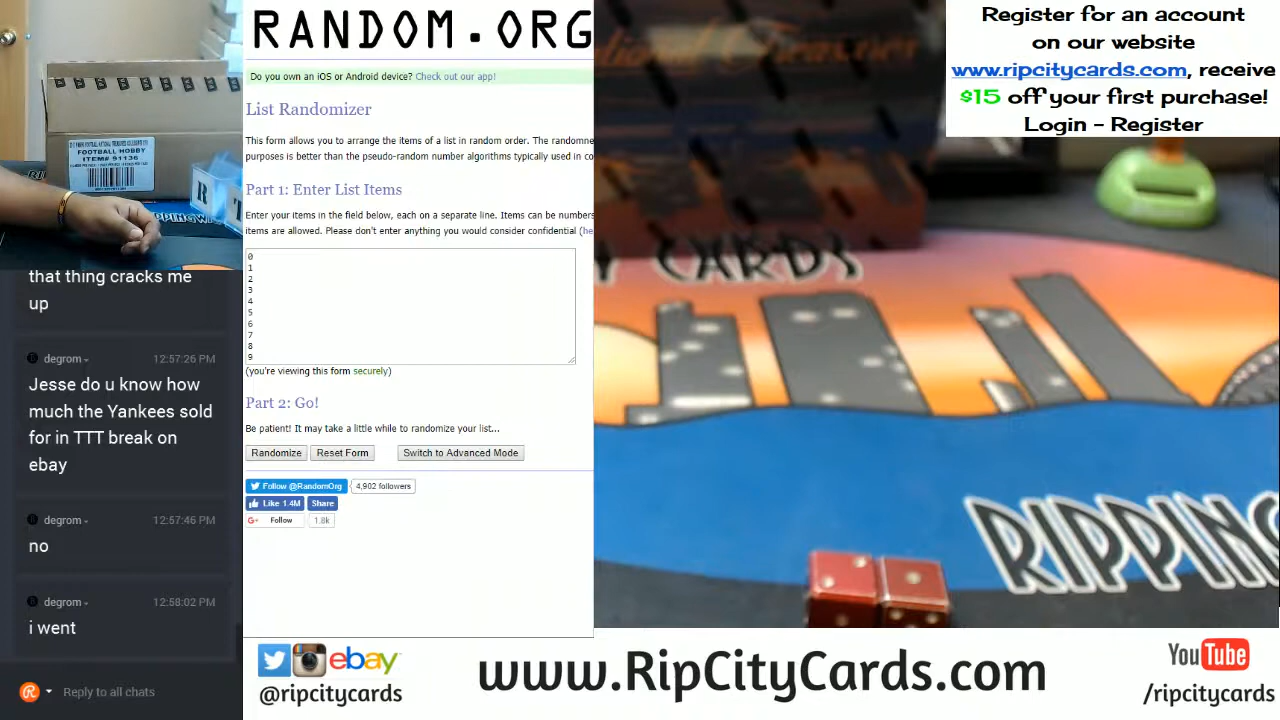 RANDOM.ORG
Do you own an iOS or Android device? Check out our app!
List Randomizer
This form allows you to arrange the items of a list in random order. The randomne
purposes is better than the pseudo-random number algorithms typically used in co
Part 1: Enter List Items
Enter your items in the field below, each on a separate line. Items can be numbers
items are allowed. Please don't enter anything you would consider confidential (he
0
1
2
3
4
5
6
7
8
9
(you're viewing this form securely)
Part 2: Go!
Be patient! It may take a little while to randomize your list...
Randomize Reset Form Switch to Advanced Mode
Follow @RandomOrg 4,902 followers
Like 1.4M Share
G+ Follow 1.8k
FOOTBALL HOBBY
ITEM# 91136
that thing cracks me
up
degrom 12:57:26 PM
Jesse do u know how
much the Yankees sold
for in TTT break on
ebay
degrom 12:57:46 PM
no
degrom 12:58:02 PM
i went
Reply to all chats
Register for an account
on our website
www.ripcitycards.com, receive
$15 off your first purchase!
Login - Register
Y CARDS
RIPPING
ebay
@ripcitycards
www.RipCityCards.com
YouTube
/ripcitycards